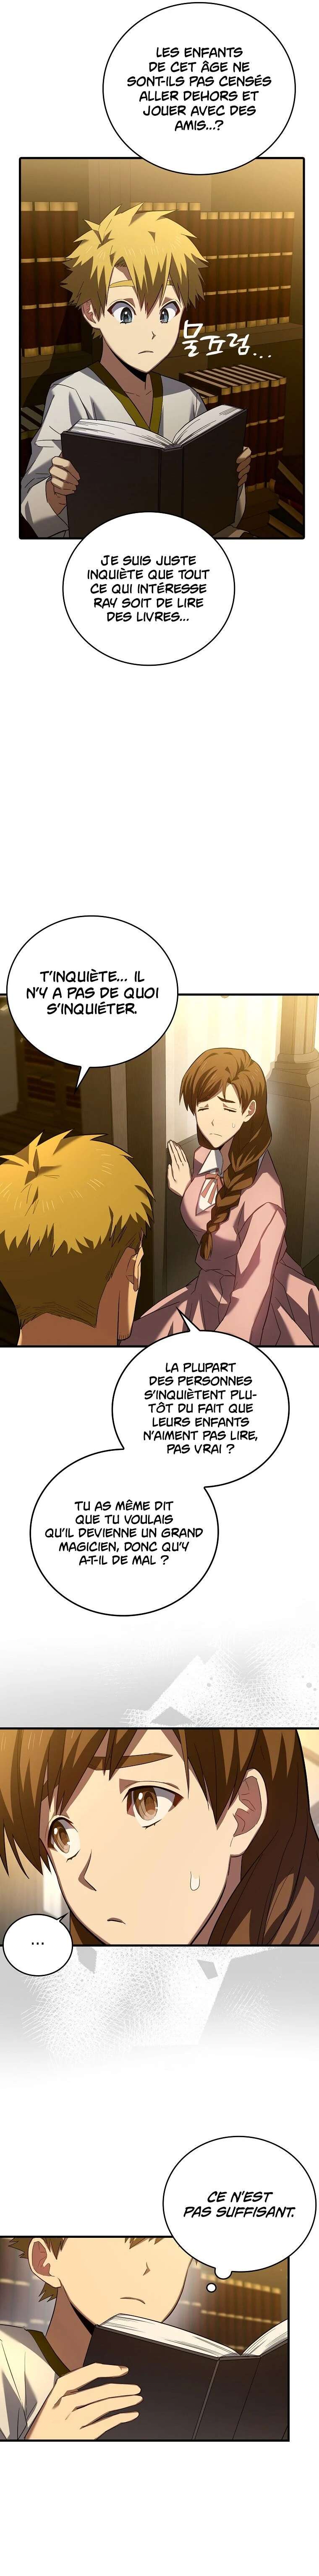 LES ENFANTS
DE CET ÂGE NE
SONT-ILS PAS CENSÉS
ALLER DEHORS ET
JOUER AVEC DES
AMIS...?
물쯔럼...
JE SUIS JUSTE
INQUIÈTE QUE TOUT
CE QUI INTÉRESSE
RAY SOIT DE LIRE
DES LIVRES...
T'INQUIÈTE... IL
N'Y A PAS DE QUOI
S'INQUIÉTER.
LA PLUPART
DES PERSONNES
S'INQUIÈTENT PLU-
TÔT DU FAIT QUE
LEURS ENFANTS
N'AIMENT PAS LIRE,
PAS VRAI ?
TU AS MÊME DIT
QUE TU VOULAIS
QU'IL DEVIENNE UN GRAND
MAGICIEN, DONC QU'Y
A-T-IL DE MAL ?
...
CE N'EST
PAS SUFFISANT.